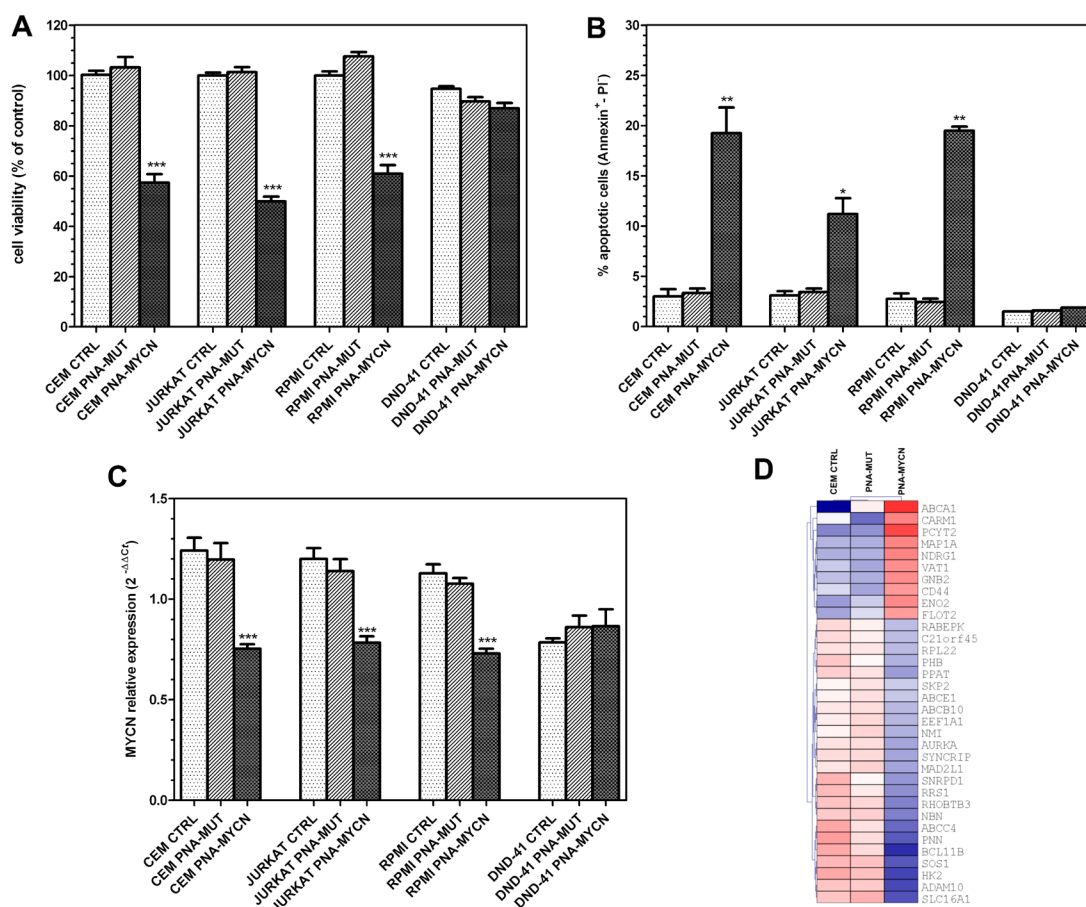 A
120
100
80
60
40
20
0
cell viability (% of control)
***
***
***
CEM CTRL
CEM PNA-MUT
CEM PNA-MYCN
JURKAT CTRL
JURKAT PNA-MUT
JURKAT PNA-MYCN
RPMI CTRL
RPMI PNA-MUT
RPMI PNA-MYCN
DND-41 CTRL
DND-41 PNA-MUT
DND-41 PNA-MYCN
B
30
25
20
15
10
5
0
% apoptotic cells (Annexin⁺ - PI⁻)
**
*
**
CEM CTRL
CEM PNA-MUT
CEM PNA-MYCN
JURKAT CTRL
JURKAT PNA-MUT
JURKAT PNA-MYCN
RPMI CTRL
RPMI PNA-MUT
RPMI PNA-MYCN
DND-41 CTRL
DND-41PNA-MUT
DND-41 PNA-MYCN
C
1.5
1.0
0.5
0.0
MYCN relative expression (2 ^-ΔΔCt)
***
***
***
CEM CTRL
CEM PNA-MUT
CEM PNA-MYCN
JURKAT CTRL
JURKAT PNA-MUT
JURKAT PNA-MYCN
RPMI CTRL
RPMI PNA-MUT
RPMI PNA-MYCN
DND-41 CTRL
DND-41 PNA-MUT
DND-41 PNA-MYCN
D
CEM CTRL
PNA-MUT
PNA-MYCN
ABCA1
CARM1
PCYT2
MAP1A
NDRG1
VAT1
GNB2
CD44
ENO2
FLOT2
RABEPK
C21orf45
RPL22
PHB
PPAT
SKP2
ABCE1
ABCB10
EEF1A1
NMI
AURKA
SYNCRIP
MAD2L1
SNRPD1
RRS1
RHOBTB3
NBN
ABCC4
PNN
BCL11B
SOS1
HK2
ADAM10
SLC16A1